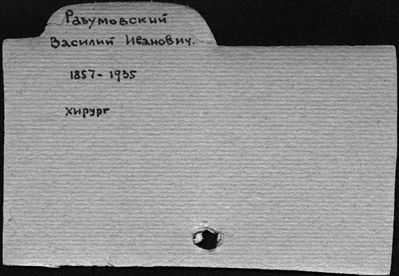 Разумовский
Василий Иванович.
1857-1935
хирург